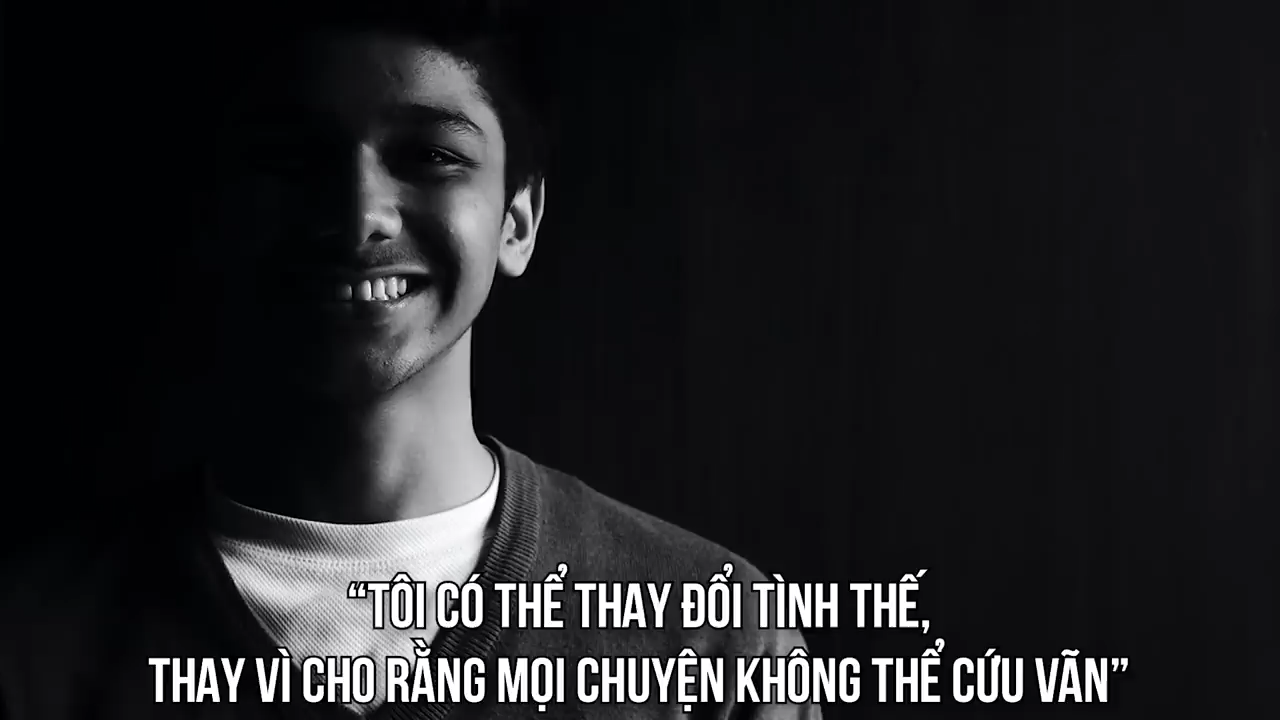 “TÔI CÓ THỂ THAY ĐỔI TÌNH THẾ,
THAY VÌ CHO RẰNG MỌI CHUYỆN KHÔNG THỂ CỨU VÃN”